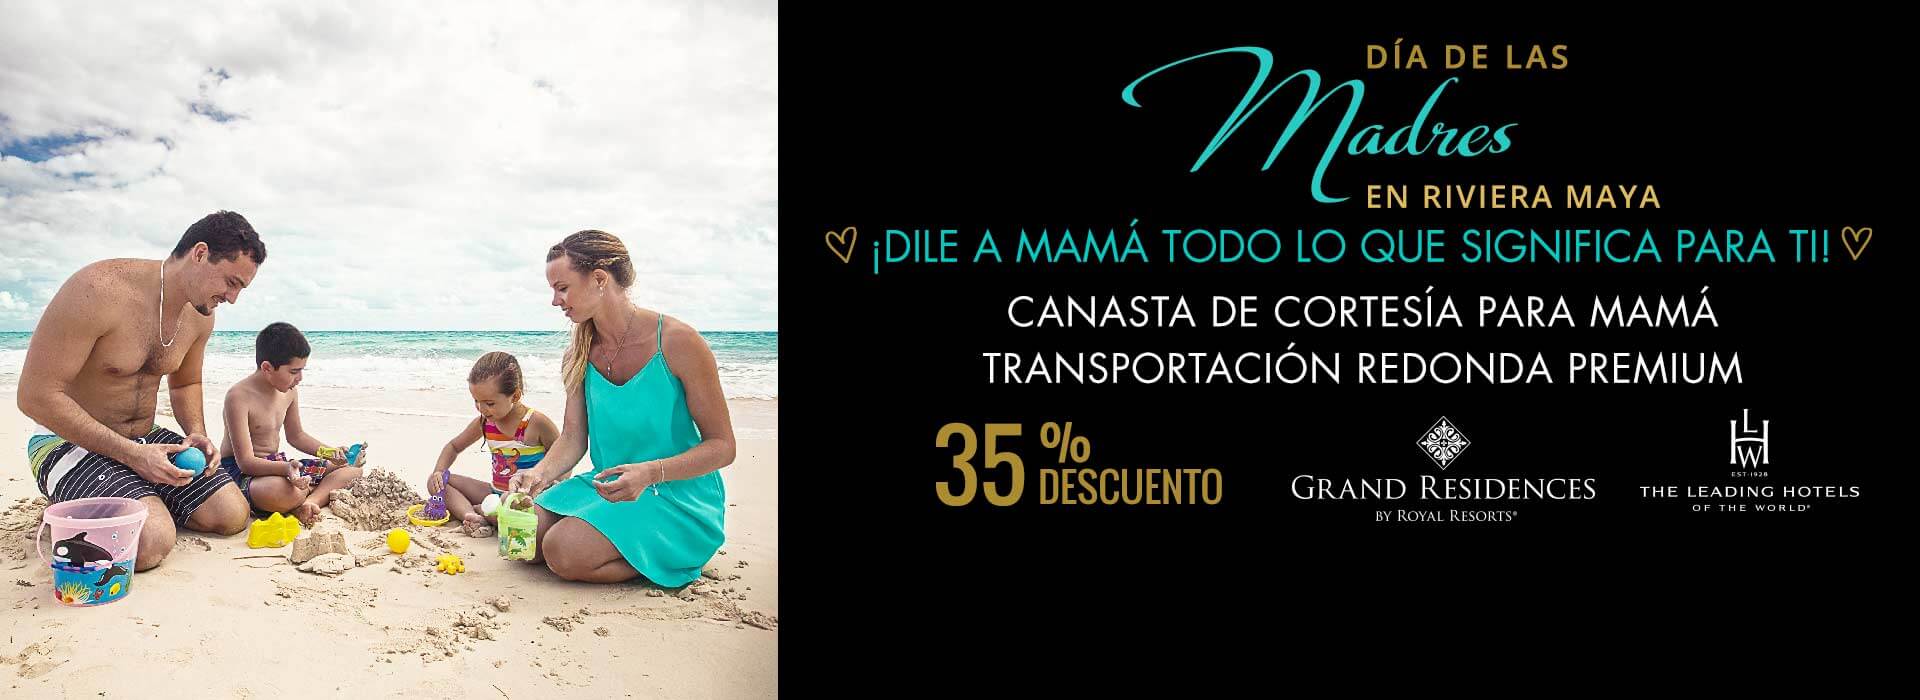 DÍA DE LAS
Madres
EN RIVIERA MAYA
¡DILE A MAMÁ TODO LO QUE SIGNIFICA PARA TI!
CANASTA DE CORTESÍA PARA MAMÁ
TRANSPORTACIÓN REDONDA PREMIUM
35 % DESCUENTO
GRAND RESIDENCES
BY ROYAL RESORTS®
LHW
EST·1928
THE LEADING HOTELS
OF THE WORLD®